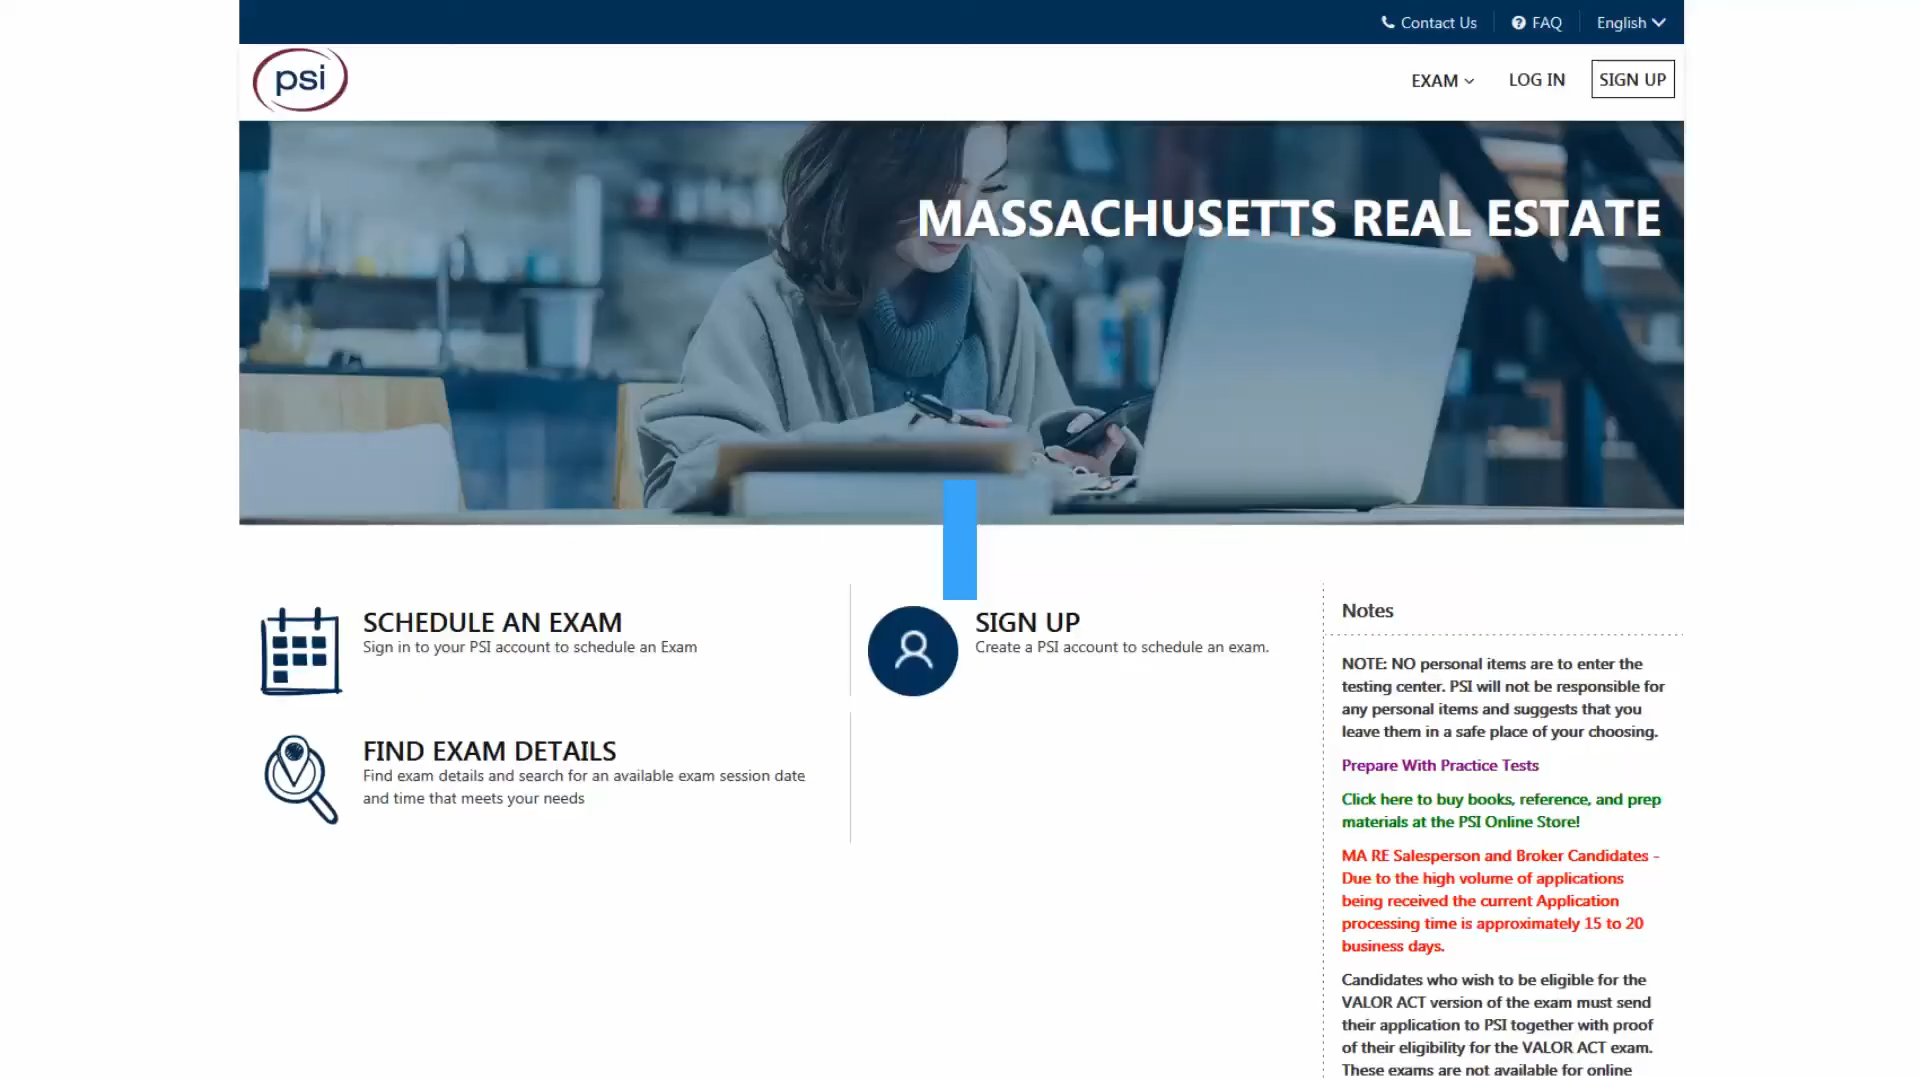 Contact Us
FAQ
English
psi
EXAM
LOG IN
SIGN UP
MASSACHUSETTS REAL ESTATE
SCHEDULE AN EXAM
Sign in to your PSI account to schedule an Exam
SIGN UP
Create a PSI account to schedule an exam.
FIND EXAM DETAILS
Find exam details and search for an available exam session date
and time that meets your needs
Notes
NOTE: NO personal items are to enter the
testing center. PSI will not be responsible for
any personal items and suggests that you
leave them in a safe place of your choosing.
Prepare With Practice Tests
Click here to buy books, reference, and prep
materials at the PSI Online Store!
MA RE Salesperson and Broker Candidates -
Due to the high volume of applications
being received the current Application
processing time is approximately 15 to 20
business days.
Candidates who wish to be eligible for the
VALOR ACT version of the exam must send
their application to PSI together with proof
of their eligibility for the VALOR ACT exam.
These exams are not available for online